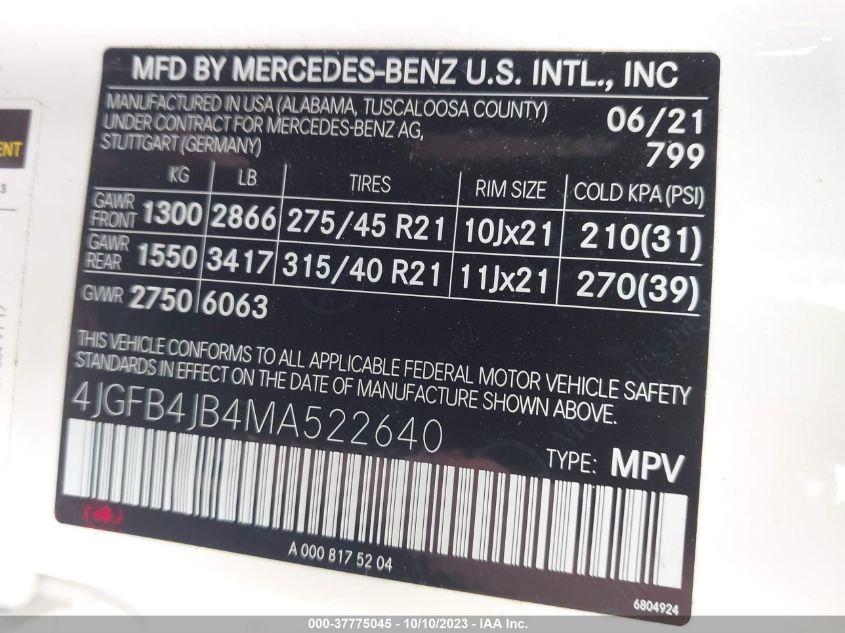 MFD BY MERCEDES-BENZ U.S. INTL., INC
MANUFACTURED IN USA (ALABAMA, TUSCALOOSA COUNTY)
UNDER CONTRACT FOR MERCEDES-BENZ AG,
STUTTGART (GERMANY)
06/21
799
KG LB TIRES RIM SIZE COLD KPA (PSI)
GAWR FRONT 1300 2866 275/45 R21 10Jx21 210(31)
GAWR REAR 1550 3417 315/40 R21 11Jx21 270(39)
GVWR 2750 6063
THIS VEHICLE CONFORMS TO ALL APPLICABLE FEDERAL MOTOR VEHICLE SAFETY
STANDARDS IN EFFECT ON THE DATE OF MANUFACTURE SHOWN ABOVE.
4JGFB4JB4MA522640
TYPE: MPV
A 000 817 52 04
6804924
000-37775045 - 10/10/2023 - IAA Inc.